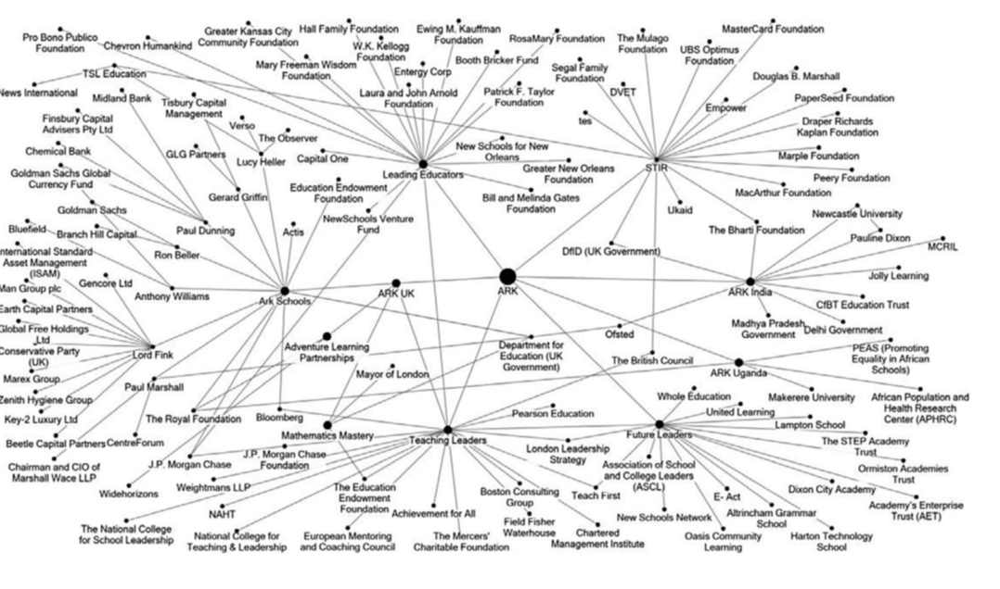 Pro Bono Publico
Foundation
Chevron Humankind
Greater Kansas City
Community Foundation
Hall Family Foundation
W.K. Kellogg
Foundation
Ewing M. Kauffman
Foundation
RosaMary Foundation
The Mulago
Foundation
UBS Optimus
Foundation
MasterCard Foundation
TSL Education
Mary Freeman Wisdom
Foundation
Entergy Corp
Booth Bricker Fund
Segal Family
Foundation
Douglas B. Marshall
News International
Midland Bank
Tisbury Capital
Management
Laura and John Arnold
Foundation
Patrick F. Taylor
Foundation
DVET
Empower
PaperSeed Foundation
Finsbury Capital
Advisers Pty Ltd
Verso
The Observer
tes
Draper Richards
Kaplan Foundation
Chemical Bank
GLG Partners
Lucy Heller
Capital One
New Schools for New
Orleans
Marple Foundation
Goldman Sachs Global
Currency Fund
Leading Educators
Greater New Orleans
Foundation
STIR
Peery Foundation
Goldman Sachs
Gerard Griffin
Education Endowment
Foundation
Bill and Melinda Gates
Foundation
MacArthur Foundation
Ukaid
Newcastle University
Bluefield
Branch Hill Capital
Paul Dunning
Actis
NewSchools Venture
Fund
The Bharti Foundation
Pauline Dixon
International Standard
Asset Management
(ISAM)
Ron Beller
DfID (UK Government)
MCRIL
Man Group plc
Gencore Ltd
Anthony Williams
Ark Schools
ARK UK
ARK
ARK India
Jolly Learning
Earth Capital Partners
CfBT Education Trust
Global Free Holdings
Ltd
Conservative Party
(UK)
Lord Fink
Adventure Learning
Partnerships
Department for
Education (UK
Government)
Ofsted
Madhya Pradesh
Government
Delhi Government
The British Council
PEAS (Promoting
Equality in African
Schools)
Marex Group
Paul Marshall
Mayor of London
ARK Uganda
Zenith Hygiene Group
Key-2 Luxury Ltd
The Royal Foundation
Bloomberg
Pearson Education
Whole Education
United Learning
Makerere University
African Population and
Health Research
Center (APHRC)
Beetle Capital Partners
CentreForum
Mathematics Mastery
Teaching Leaders
Future Leaders
Lampton School
Chairman and CIO of
Marshall Wace LLP
J.P. Morgan Chase
J.P. Morgan Chase
Foundation
London Leadership
Strategy
The STEP Academy
Trust
Association of School
and College Leaders
(ASCL)
Ormiston Academies
Trust
Widehorizons
Weightmans LLP
The Education
Endowment
Foundation
Boston Consulting
Group
Teach First
E- Act
Dixon City Academy
NAHT
Achievement for All
Field Fisher
Waterhouse
New Schools Network
Altrincham Grammar
School
Academy's Enterprise
Trust (AET)
The National College
for School Leadership
National College for
Teaching & Leadership
European Mentoring
and Coaching Council
The Mercers'
Charitable Foundation
Chartered
Management Institute
Oasis Community
Learning
Harton Technology
School